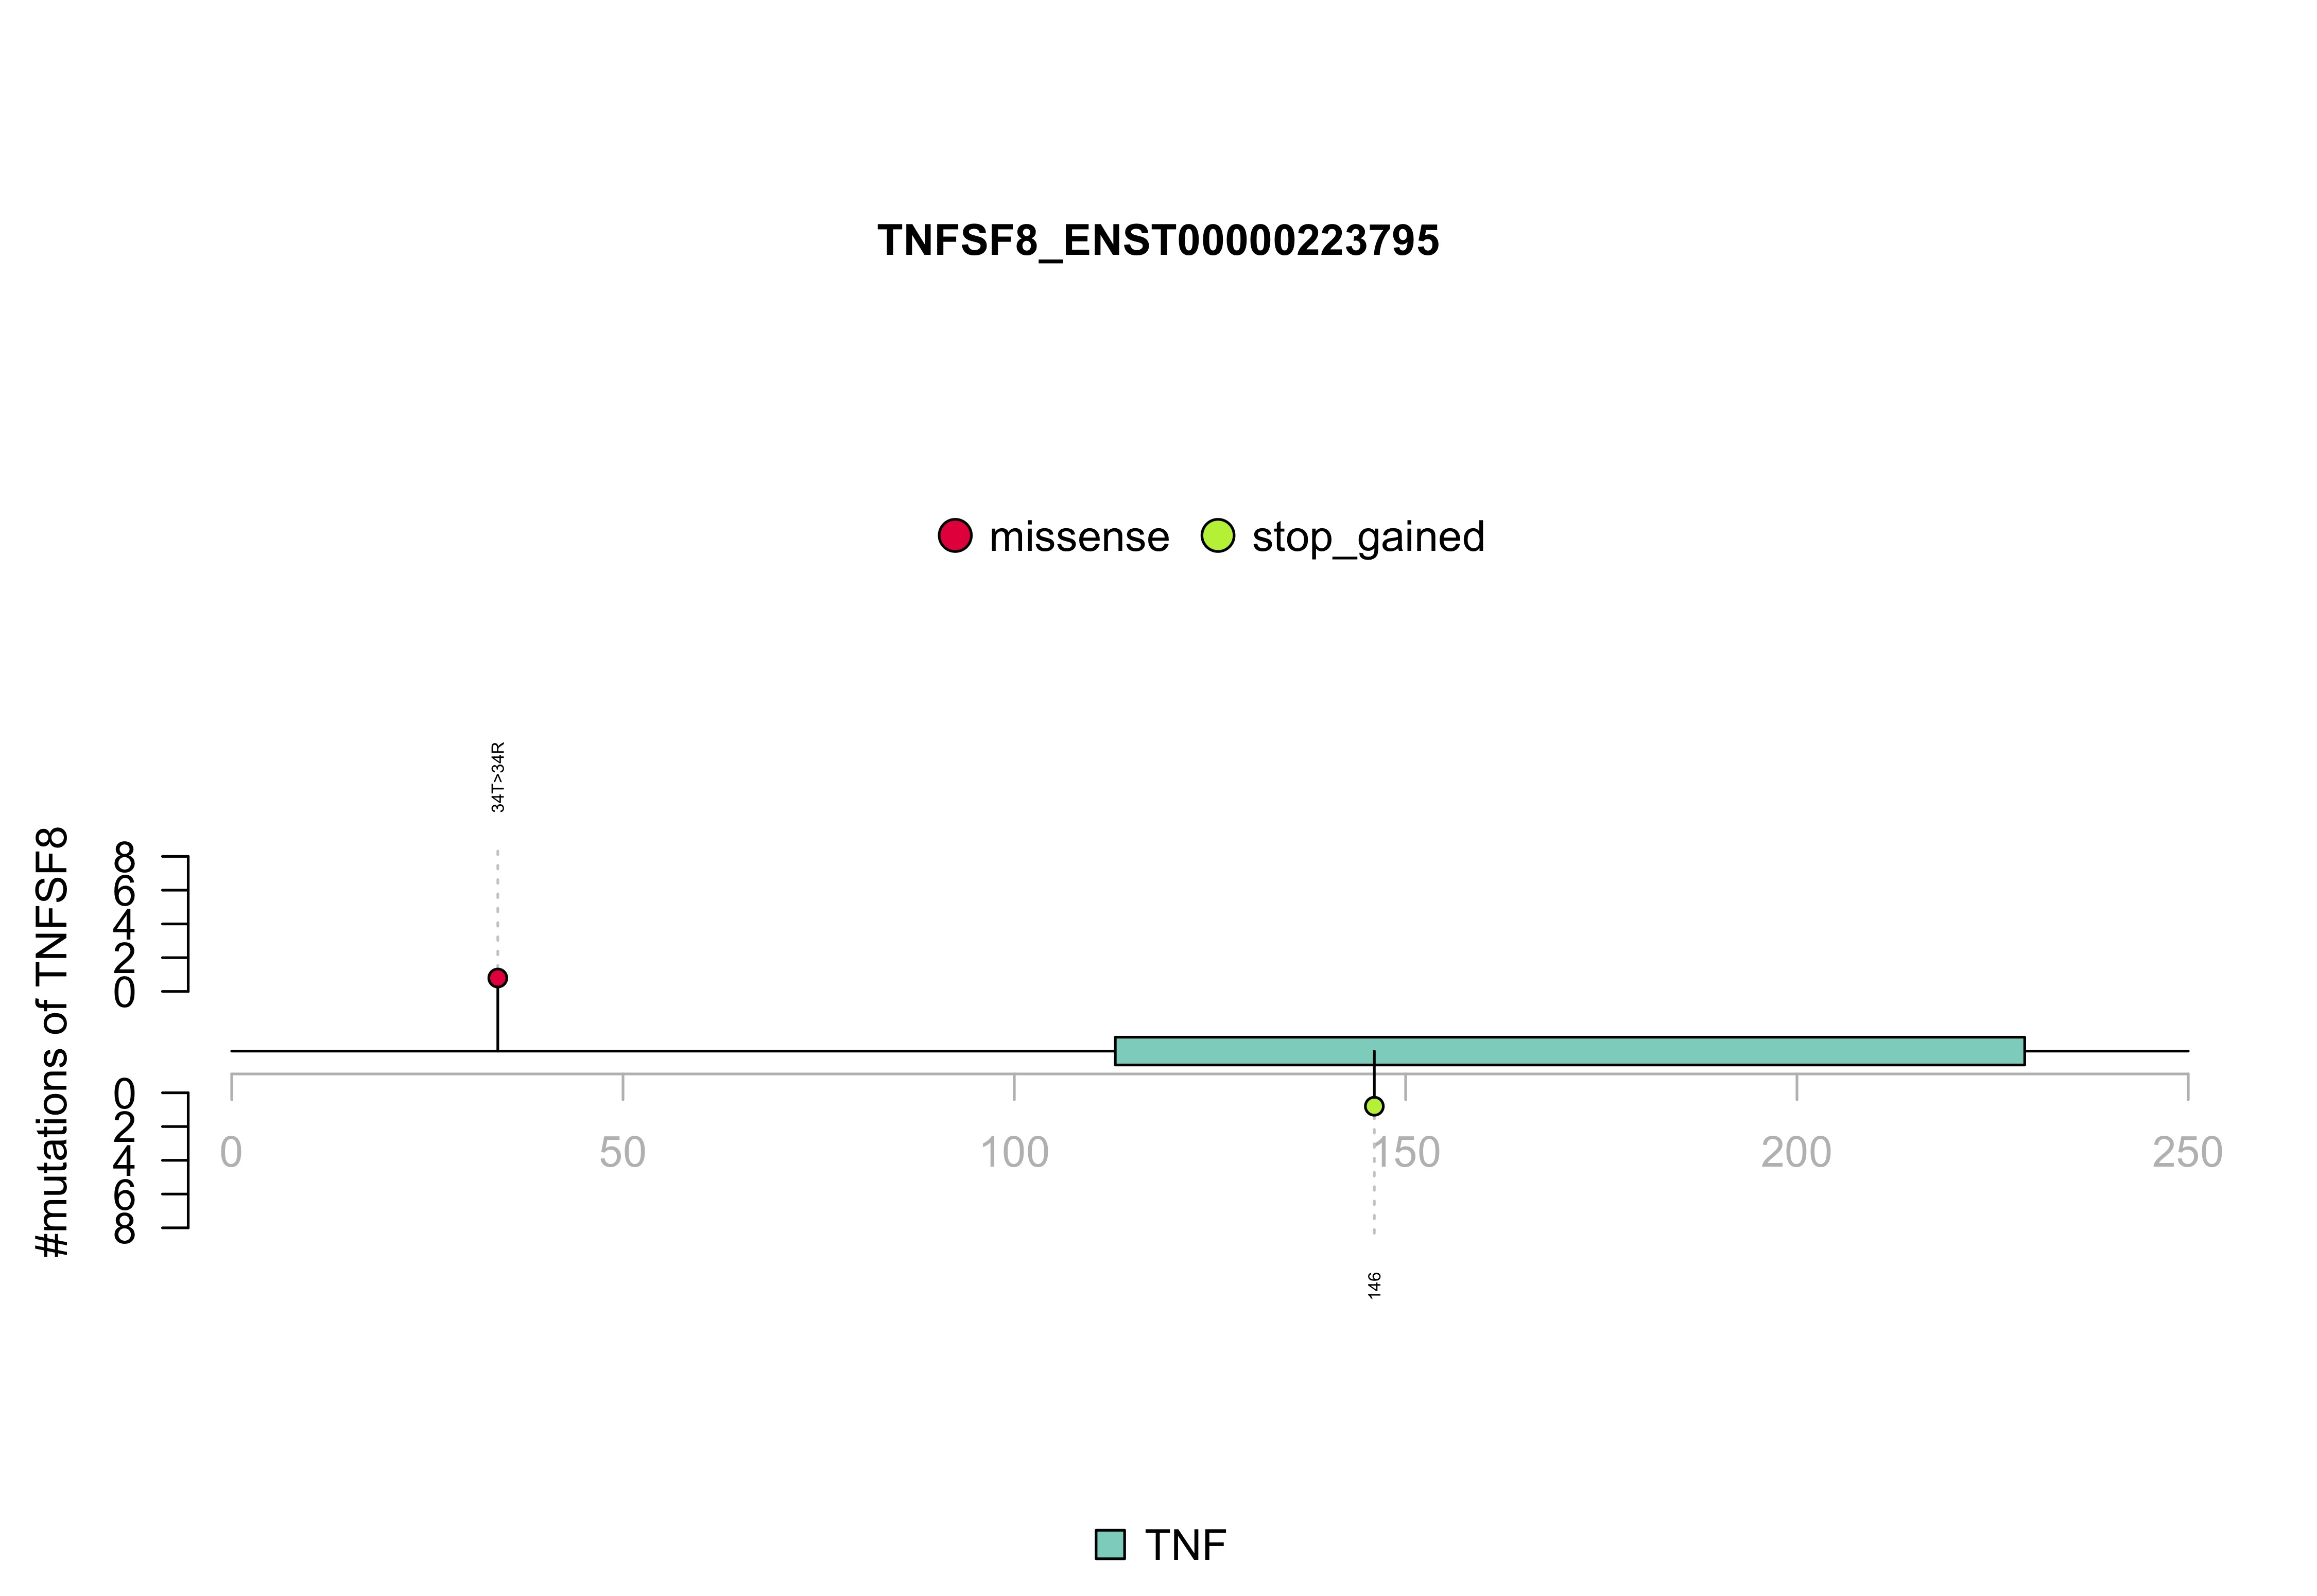 TNFSF8_ENST00000223795
missense
stop_gained
34T>34R
#mutations of TNFSF8
8
6
4
2
0
0
2
4
6
8
0
50
100
150
200
250
146
TNF